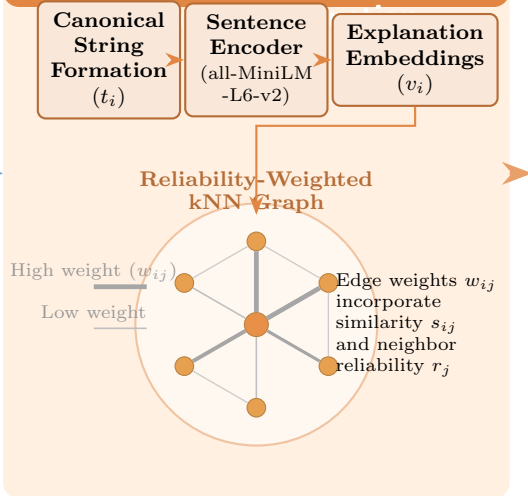 Canonical
String
Formation
(t_i)
Sentence
Encoder
(all-MiniLM
-L6-v2)
Explanation
Embeddings
(v_i)
Reliability-Weighted
kNN Graph
High weight (w_ij)
Low weight
Edge weights w_ij
incorporate
similarity s_ij
and neighbor
reliability r_j